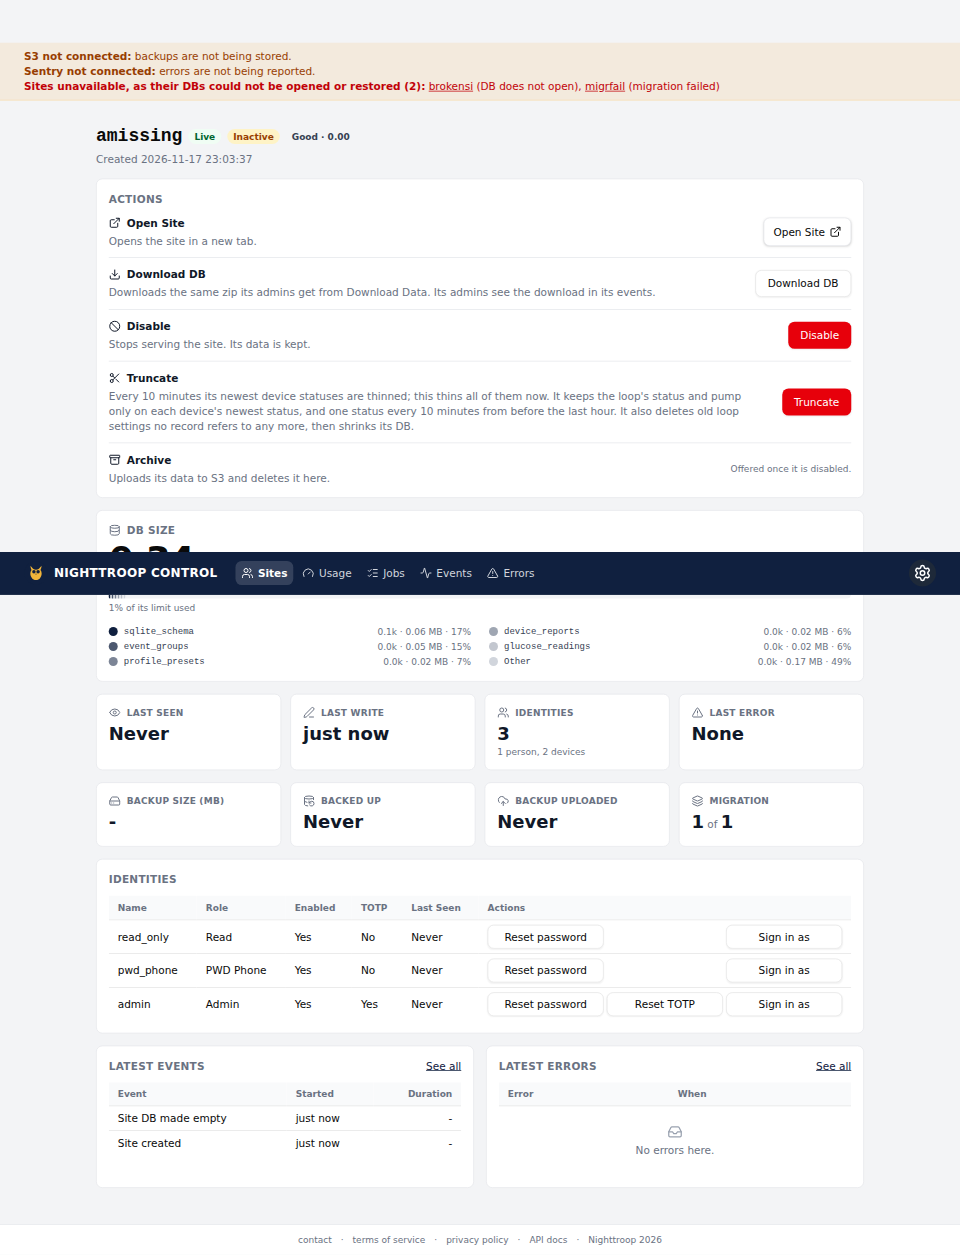 S3 not connected: backups are not being stored.
Sentry not connected: errors are not being reported.
Sites unavailable, as their DBs could not be opened or restored (2): brokensi (DB does not open), migrfail (migration failed)
amissing Live Inactive Good · 0.00
Created 2026-11-17 23:03:37
ACTIONS
Open Site
Opens the site in a new tab.
Open Site
Download DB
Downloads the same zip its admins get from Download Data. Its admins see the download in its events.
Download DB
Disable
Stops serving the site. Its data is kept.
Disable
Truncate
Every 10 minutes its newest device statuses are thinned; this thins all of them now. It keeps the loop's status and pump
only on each device's newest status, and one status every 10 minutes from before the last hour. It also deletes old loop
settings no record refers to any more, then shrinks its DB.
Truncate
Archive
Uploads its data to S3 and deletes it here.
Offered once it is disabled.
DB SIZE
NIGHTTROOP CONTROL Sites Usage Jobs Events Errors
1% of its limit used
sqlite_schema 0.1k · 0.06 MB · 17%
event_groups 0.0k · 0.05 MB · 15%
profile_presets 0.0k · 0.02 MB · 7%
device_reports 0.0k · 0.02 MB · 6%
glucose_readings 0.0k · 0.02 MB · 6%
Other 0.0k · 0.17 MB · 49%
LAST SEEN
Never
LAST WRITE
just now
IDENTITIES
3
1 person, 2 devices
LAST ERROR
None
BACKUP SIZE (MB)
-
BACKED UP
Never
BACKUP UPLOADED
Never
MIGRATION
1 of 1
IDENTITIES
Name Role Enabled TOTP Last Seen Actions
read_only Read Yes No Never Reset password Sign in as
pwd_phone PWD Phone Yes No Never Reset password Sign in as
admin Admin Yes Yes Never Reset password Reset TOTP Sign in as
LATEST EVENTS See all
Event Started Duration
Site DB made empty just now -
Site created just now -
LATEST ERRORS See all
Error When
No errors here.
contact · terms of service · privacy policy · API docs · Nighttroop 2026